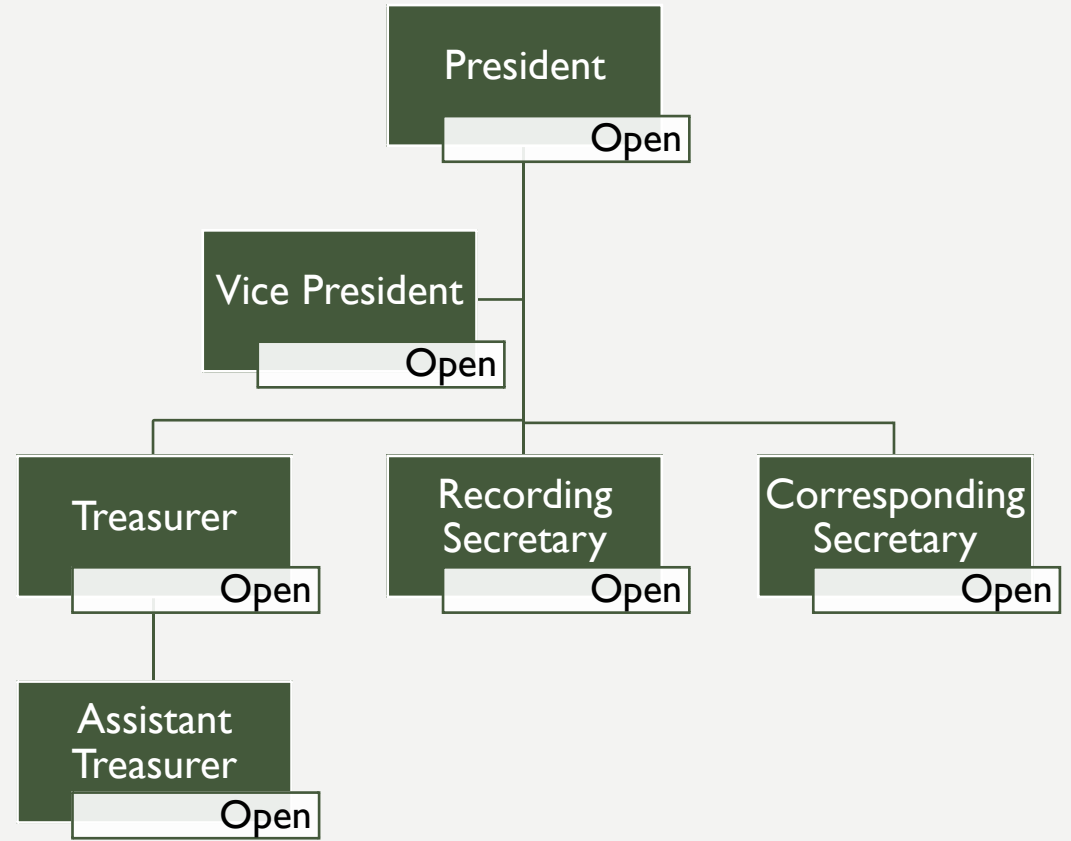 President
Open
Vice President
Open
Treasurer
Open
Recording
Secretary
Open
Corresponding
Secretary
Open
Assistant
Treasurer
Open